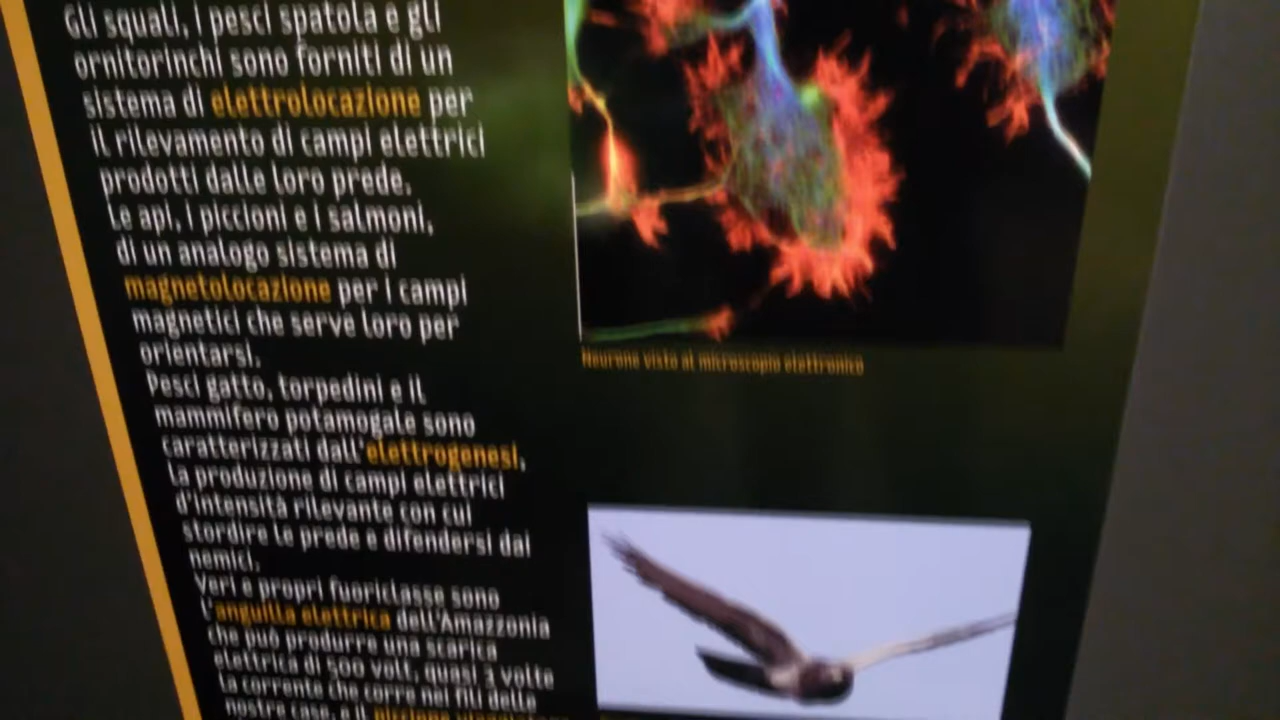 Gli squali, i pesci spatola e gli
ornitorinchi sono forniti di un
sistema di elettrolocazione per
il rilevamento di campi elettrici
prodotti dalle loro prede.
Le api, i piccioni e i salmoni,
di un analogo sistema di
magnetolocazione per i campi
magnetici che serve loro per
orientarsi.
Pesci gatto, torpedini e il
mammifero potamogale sono
caratterizzati dall'elettrogenesi,
la produzione di campi elettrici
d'intensità rilevante con cui
stordire le prede e difendersi dai
nemici.
Veri e propri fuoriclasse sono
l'anguilla elettrica dell'Amazzonia
che può produrre una scarica
elettrica di 500 volt, quasi 3 volte
la corrente che corre nei fili delle
nostre case, e il piccione
Neurone visto al microscopio elettronico